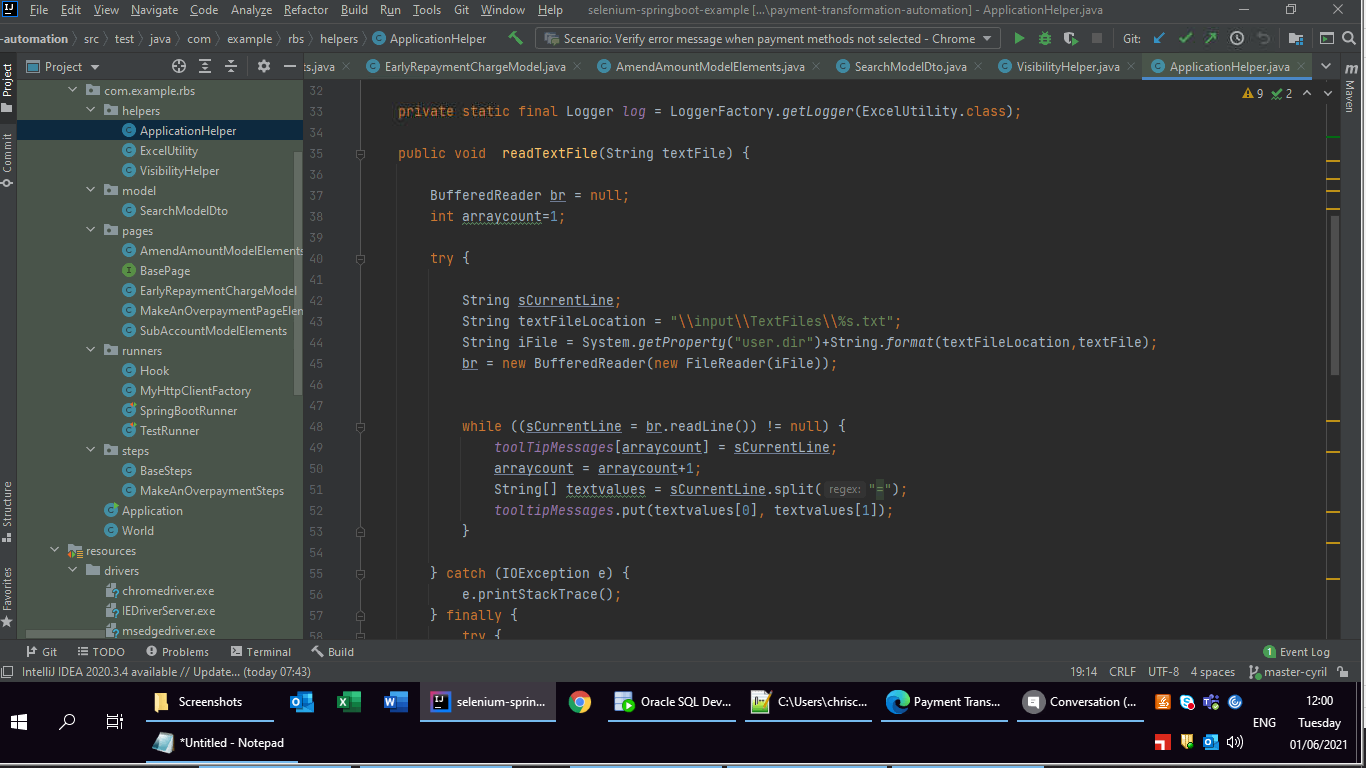 File Edit View Navigate Code Analyze Refactor Build Run Tools Git Window Help selenium-springboot-example [...\payment-transformation-automation] - ApplicationHelper.java
-automation src test java com example rbs helpers ApplicationHelper Scenario: Verify error message when payment methods not selected - Chrome Git:
Project ts.java EarlyRepaymentChargeModel.java AmendAmountModelElements.java SearchModelDto.java VisibilityHelper.java ApplicationHelper.java
Project
Commit
Structure
Favorites
com.example.rbs
helpers
ApplicationHelper
ExcelUtility
VisibilityHelper
model
SearchModelDto
pages
AmendAmountModelElements
BasePage
EarlyRepaymentChargeModel
MakeAnOverpaymentPageElen
SubAccountModelElements
runners
Hook
MyHttpClientFactory
SpringBootRunner
TestRunner
steps
BaseSteps
MakeAnOverpaymentSteps
Application
World
resources
drivers
chromedriver.exe
IEDriverServer.exe
msedgedriver.exe
32
33 private static final Logger log = LoggerFactory.getLogger(ExcelUtility.class);
34
35 public void  readTextFile(String textFile) {
36
37 BufferedReader br = null;
38 int arraycount=1;
39
40 try {
41
42 String sCurrentLine;
43 String textFileLocation = "\\input\\TextFiles\\%s.txt";
44 String iFile = System.getProperty("user.dir")+String.format(textFileLocation,textFile);
45 br = new BufferedReader(new FileReader(iFile));
46
47
48 while ((sCurrentLine = br.readLine()) != null) {
49 toolTipMessages[arraycount] = sCurrentLine;
50 arraycount = arraycount+1;
51 String[] textvalues = sCurrentLine.split( regex: "=");
52 tooltipMessages.put(textvalues[0], textvalues[1]);
53 }
54
55 } catch (IOException e) {
56 e.printStackTrace();
57 } finally {
58 try {
9 2
m
Maven
Git TODO Problems Terminal Build 1 Event Log
IntelliJ IDEA 2020.3.4 available // Update... (today 07:43) 19:14 CRLF UTF-8 4 spaces master-cyril
Screenshots selenium-sprin... Oracle SQL Dev... C:\Users\chrisc... Payment Trans... Conversation (... 12:00
ENG Tuesday
*Untitled - Notepad 01/06/2021